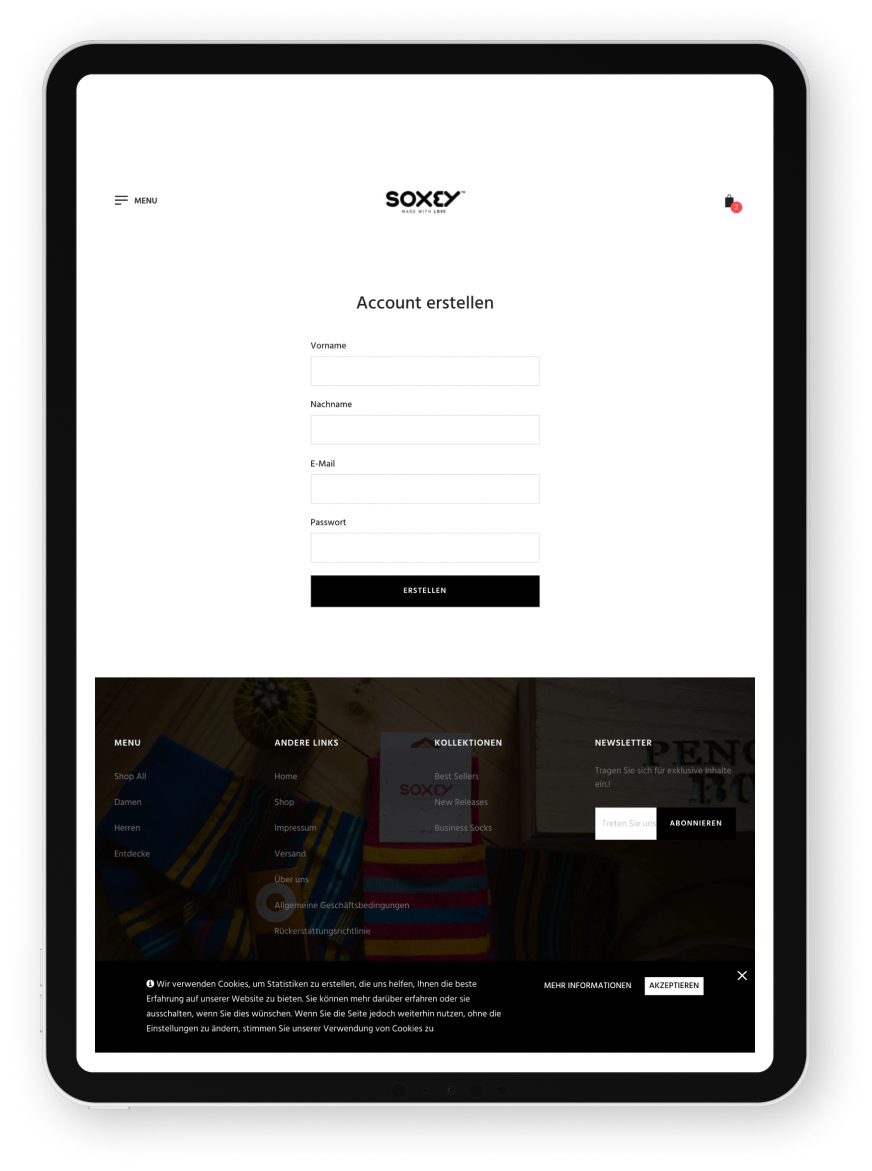 MENU
SOXEY™
MADE WITH LOVE
2
Account erstellen
Vorname
Nachname
E-Mail
Passwort
ERSTELLEN
MENU
Shop All
Damen
Herren
Entdecke
ANDERE LINKS
Home
Shop
Impressum
Versand
Über uns
Allgemeine Geschäftsbedingungen
Rückerstattungsrichtlinie
KOLLEKTIONEN
Best Sellers
New Releases
Business Socks
NEWSLETTER
Tragen Sie sich für exklusive Inhalte
ein.!
Treten Sie uns
ABONNIEREN
SOXEY
Wir verwenden Cookies, um Statistiken zu erstellen, die uns helfen, Ihnen die beste
Erfahrung auf unserer Website zu bieten. Sie können mehr darüber erfahren oder sie
ausschalten, wenn Sie dies wünschen. Wenn Sie die Seite jedoch weiterhin nutzen, ohne die
Einstellungen zu ändern, stimmen Sie unserer Verwendung von Cookies zu
MEHR INFORMATIONEN
AKZEPTIEREN